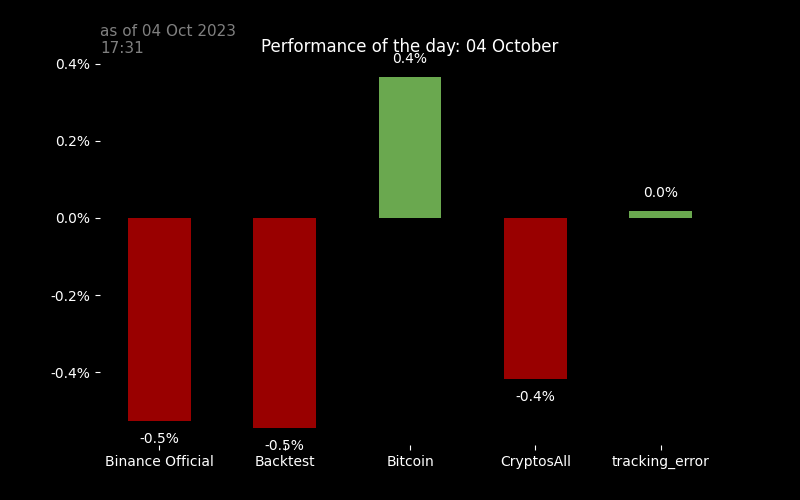 as of 04 Oct 2023
17:31
Performance of the day: 04 October
0.4%
0.4%
0.2%
0.0%
0.0%
-0.2%
-0.4%
-0.4%
-0.5%
-0.5%
Binance Official
Backtest
Bitcoin
CryptosAll
tracking_error